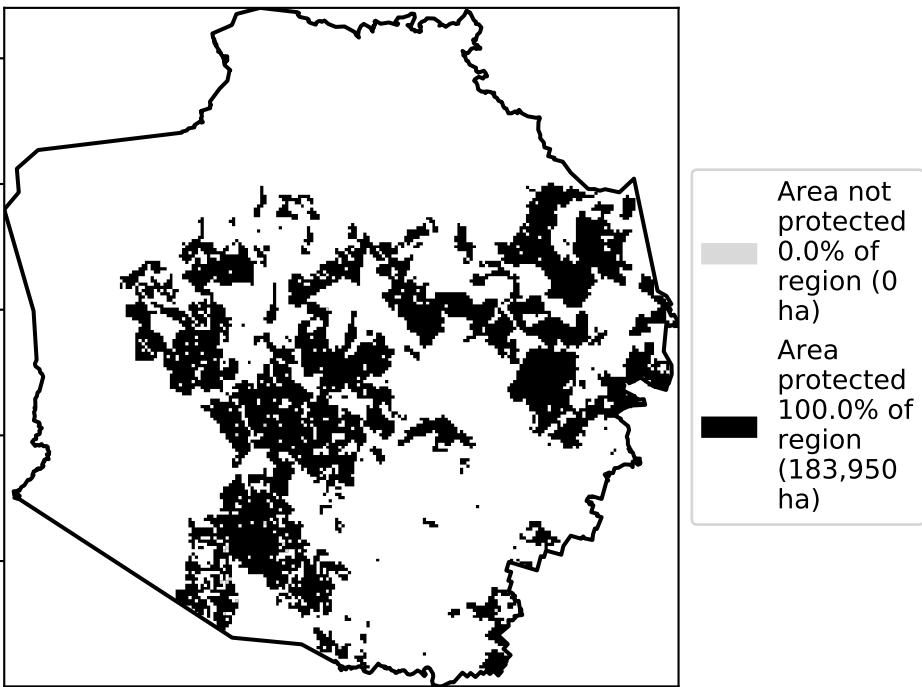 Area not
protected
0.0% of
region (0
ha)
Area
protected
100.0% of
region
(183,950
ha)